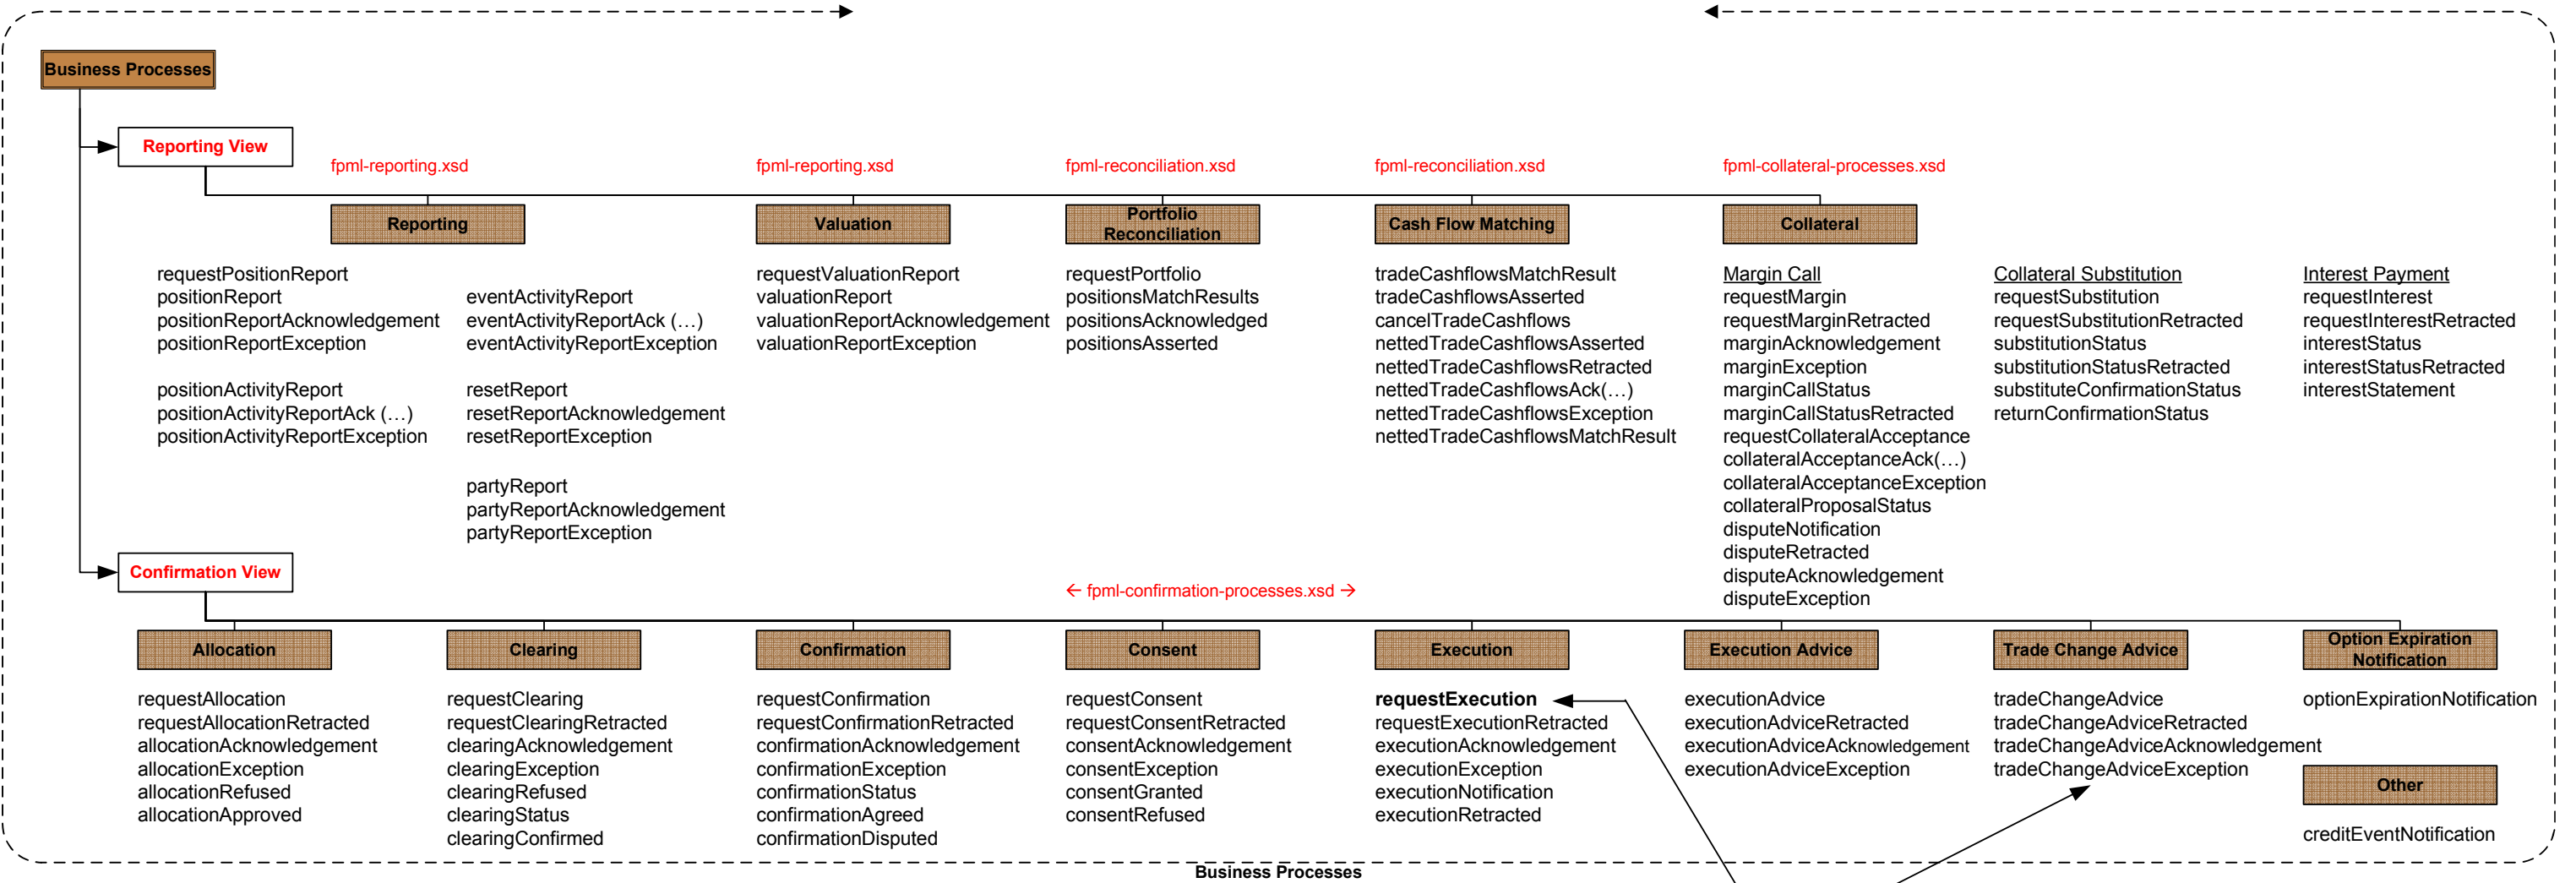 Business Processes
Reporting View
fpml-reporting.xsd
fpml-reporting.xsd
fpml-reconciliation.xsd
fpml-reconciliation.xsd
fpml-collateral-processes.xsd
Reporting
requestPositionReport
positionReport
positionReportAcknowledgement
positionReportException
positionActivityReport
positionActivityReportAck (…)
positionActivityReportException
eventActivityReport
eventActivityReportAck (…)
eventActivityReportException
resetReport
resetReportAcknowledgement
resetReportException
partyReport
partyReportAcknowledgement
partyReportException
Valuation
requestValuationReport
valuationReport
valuationReportAcknowledgement
valuationReportException
Portfolio
Reconciliation
requestPortfolio
positionsMatchResults
positionsAcknowledged
positionsAsserted
Cash Flow Matching
tradeCashflowsMatchResult
tradeCashflowsAsserted
cancelTradeCashflows
nettedTradeCashflowsAsserted
nettedTradeCashflowsRetracted
nettedTradeCashflowsAck(…)
nettedTradeCashflowsException
nettedTradeCashflowsMatchResult
Collateral
Margin Call
requestMargin
requestMarginRetracted
marginAcknowledgement
marginException
marginCallStatus
marginCallStatusRetracted
requestCollateralAcceptance
collateralAcceptanceAck(…)
collateralAcceptanceException
collateralProposalStatus
disputeNotification
disputeRetracted
disputeAcknowledgement
disputeException
Collateral Substitution
requestSubstitution
requestSubstitutionRetracted
substitutionStatus
substitutionStatusRetracted
substituteConfirmationStatus
returnConfirmationStatus
Interest Payment
requestInterest
requestInterestRetracted
interestStatus
interestStatusRetracted
interestStatement
Confirmation View
← fpml-confirmation-processes.xsd →
Allocation
requestAllocation
requestAllocationRetracted
allocationAcknowledgement
allocationException
allocationRefused
allocationApproved
Clearing
requestClearing
requestClearingRetracted
clearingAcknowledgement
clearingException
clearingRefused
clearingStatus
clearingConfirmed
Confirmation
requestConfirmation
requestConfirmationRetracted
confirmationAcknowledgement
confirmationException
confirmationStatus
confirmationAgreed
confirmationDisputed
Consent
requestConsent
requestConsentRetracted
consentAcknowledgement
consentException
consentGranted
consentRefused
Execution
requestExecution
requestExecutionRetracted
executionAcknowledgement
executionException
executionNotification
executionRetracted
Execution Advice
executionAdvice
executionAdviceRetracted
executionAdviceAcknowledgement
executionAdviceException
Trade Change Advice
tradeChangeAdvice
tradeChangeAdviceRetracted
tradeChangeAdviceAcknowledgement
tradeChangeAdviceException
Option Expiration
Notification
optionExpirationNotification
Other
creditEventNotification
Business Processes